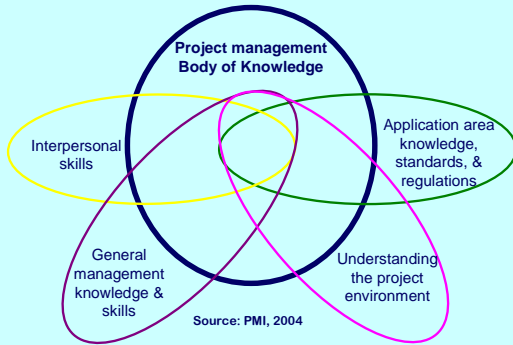 Project management
Body of Knowledge
Interpersonal
skills
Application area
knowledge,
standards, &
regulations
General
management
knowledge &
skills
Understanding
the project
environment
Source: PMI, 2004